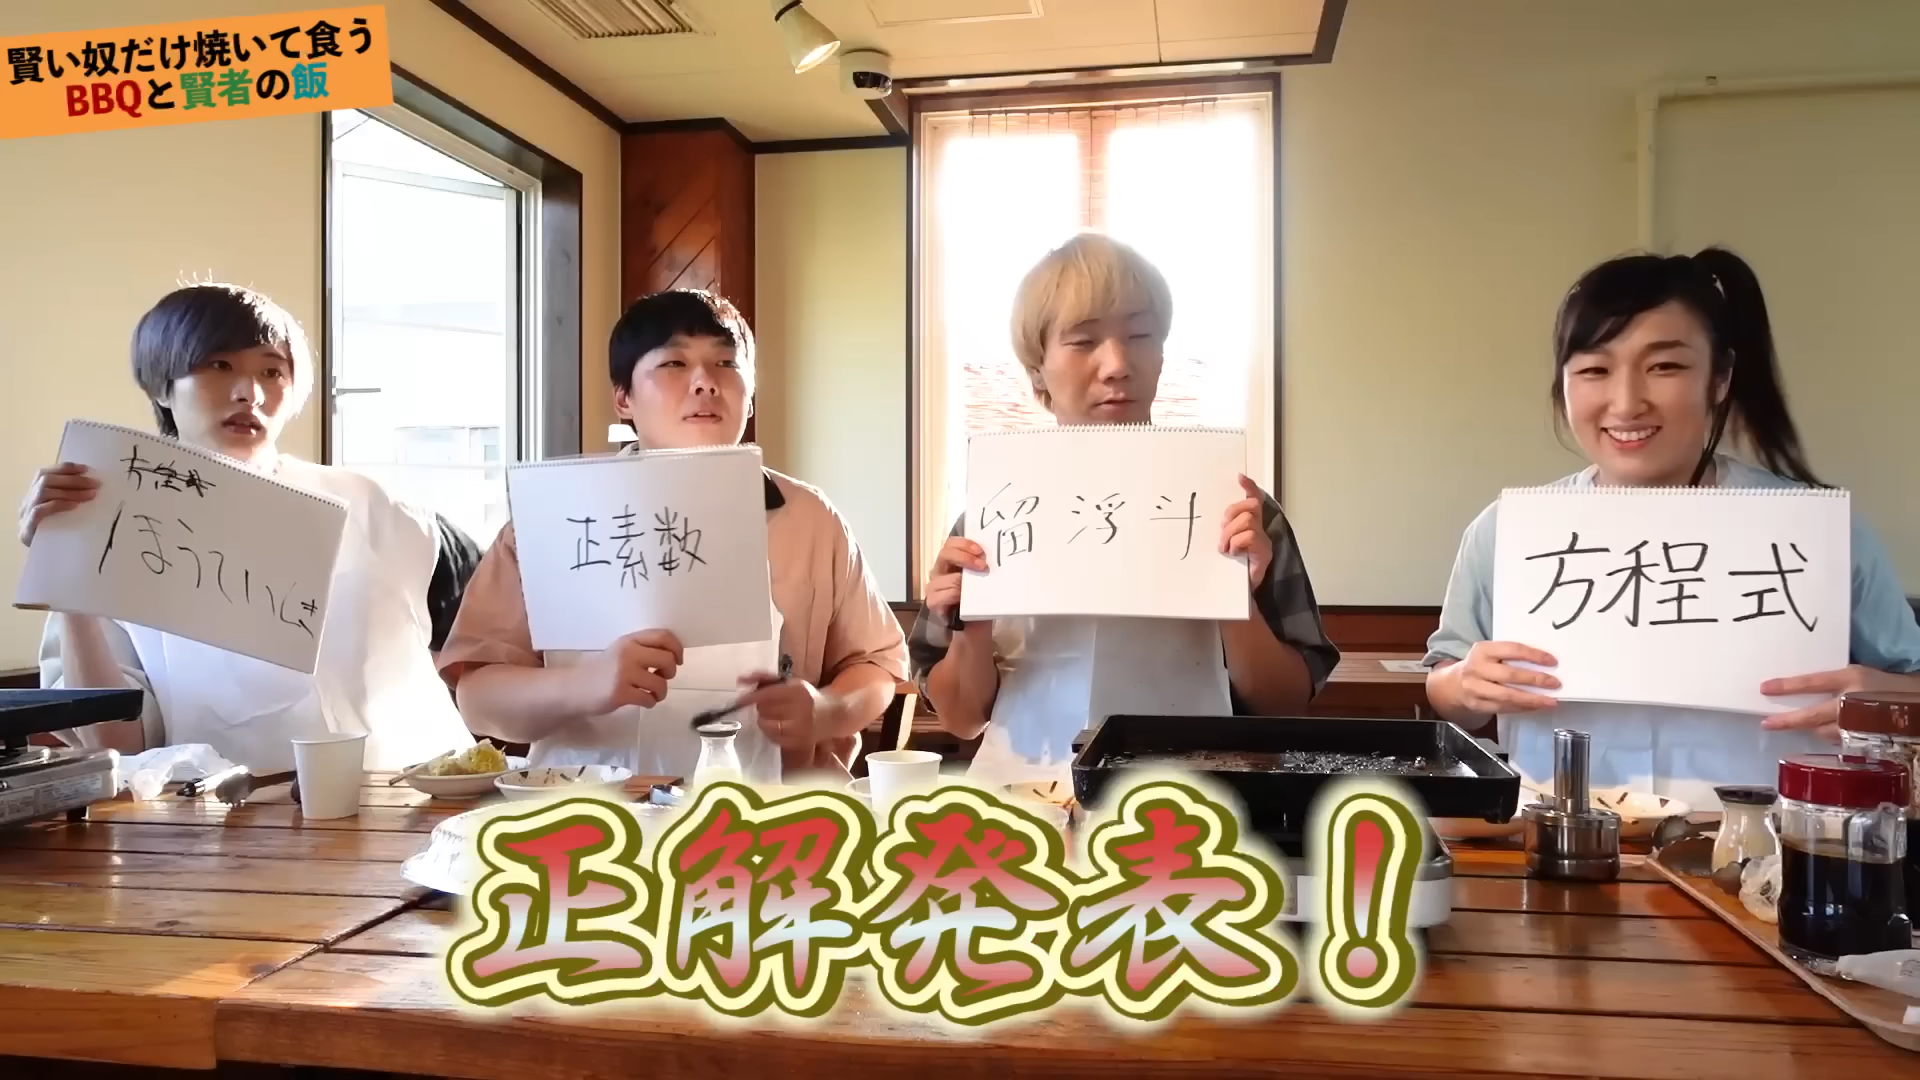 賢い奴だけ焼いて食う
BBQと賢者の飯
方程式
ほうていしき
正素数
留浮斗
方程式
正解発表！